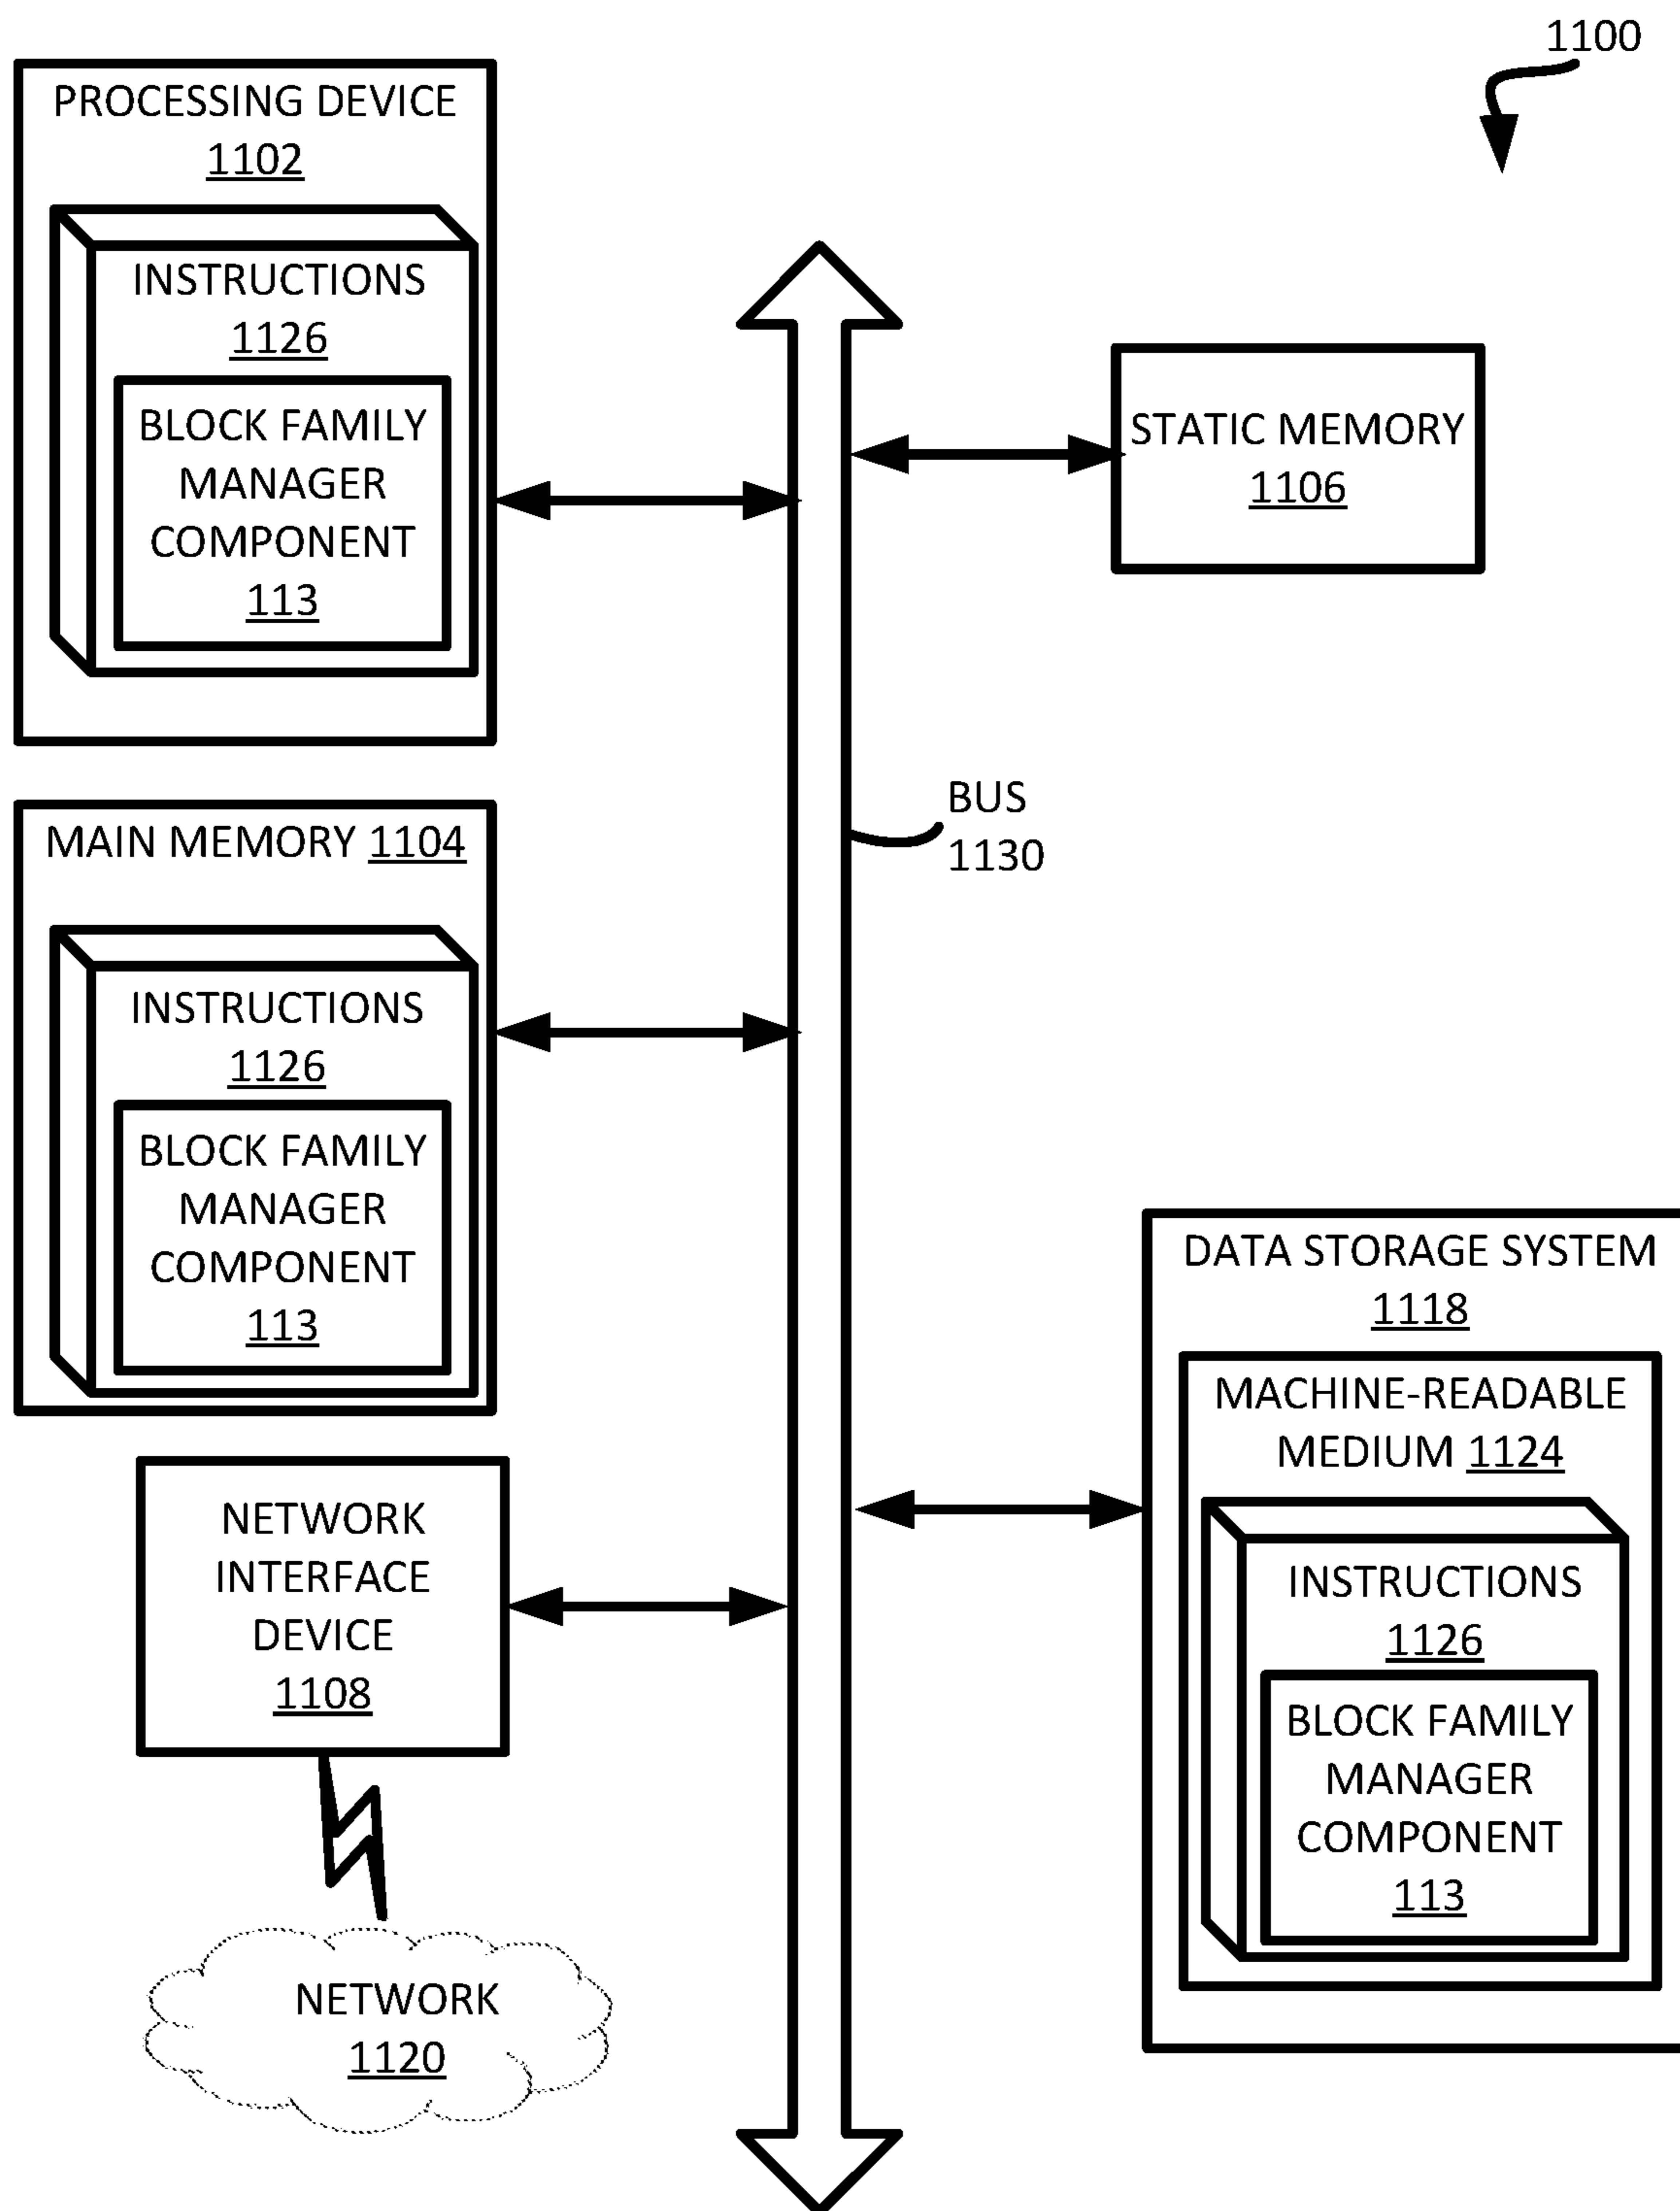 1100
PROCESSING DEVICE
1102
INSTRUCTIONS
1126
BLOCK FAMILY
MANAGER
COMPONENT
113
STATIC MEMORY
1106
BUS
1130
MAIN MEMORY 1104
INSTRUCTIONS
1126
BLOCK FAMILY
MANAGER
COMPONENT
113
DATA STORAGE SYSTEM
1118
MACHINE-READABLE
MEDIUM 1124
INSTRUCTIONS
1126
BLOCK FAMILY
MANAGER
COMPONENT
113
NETWORK
INTERFACE
DEVICE
1108
NETWORK
1120